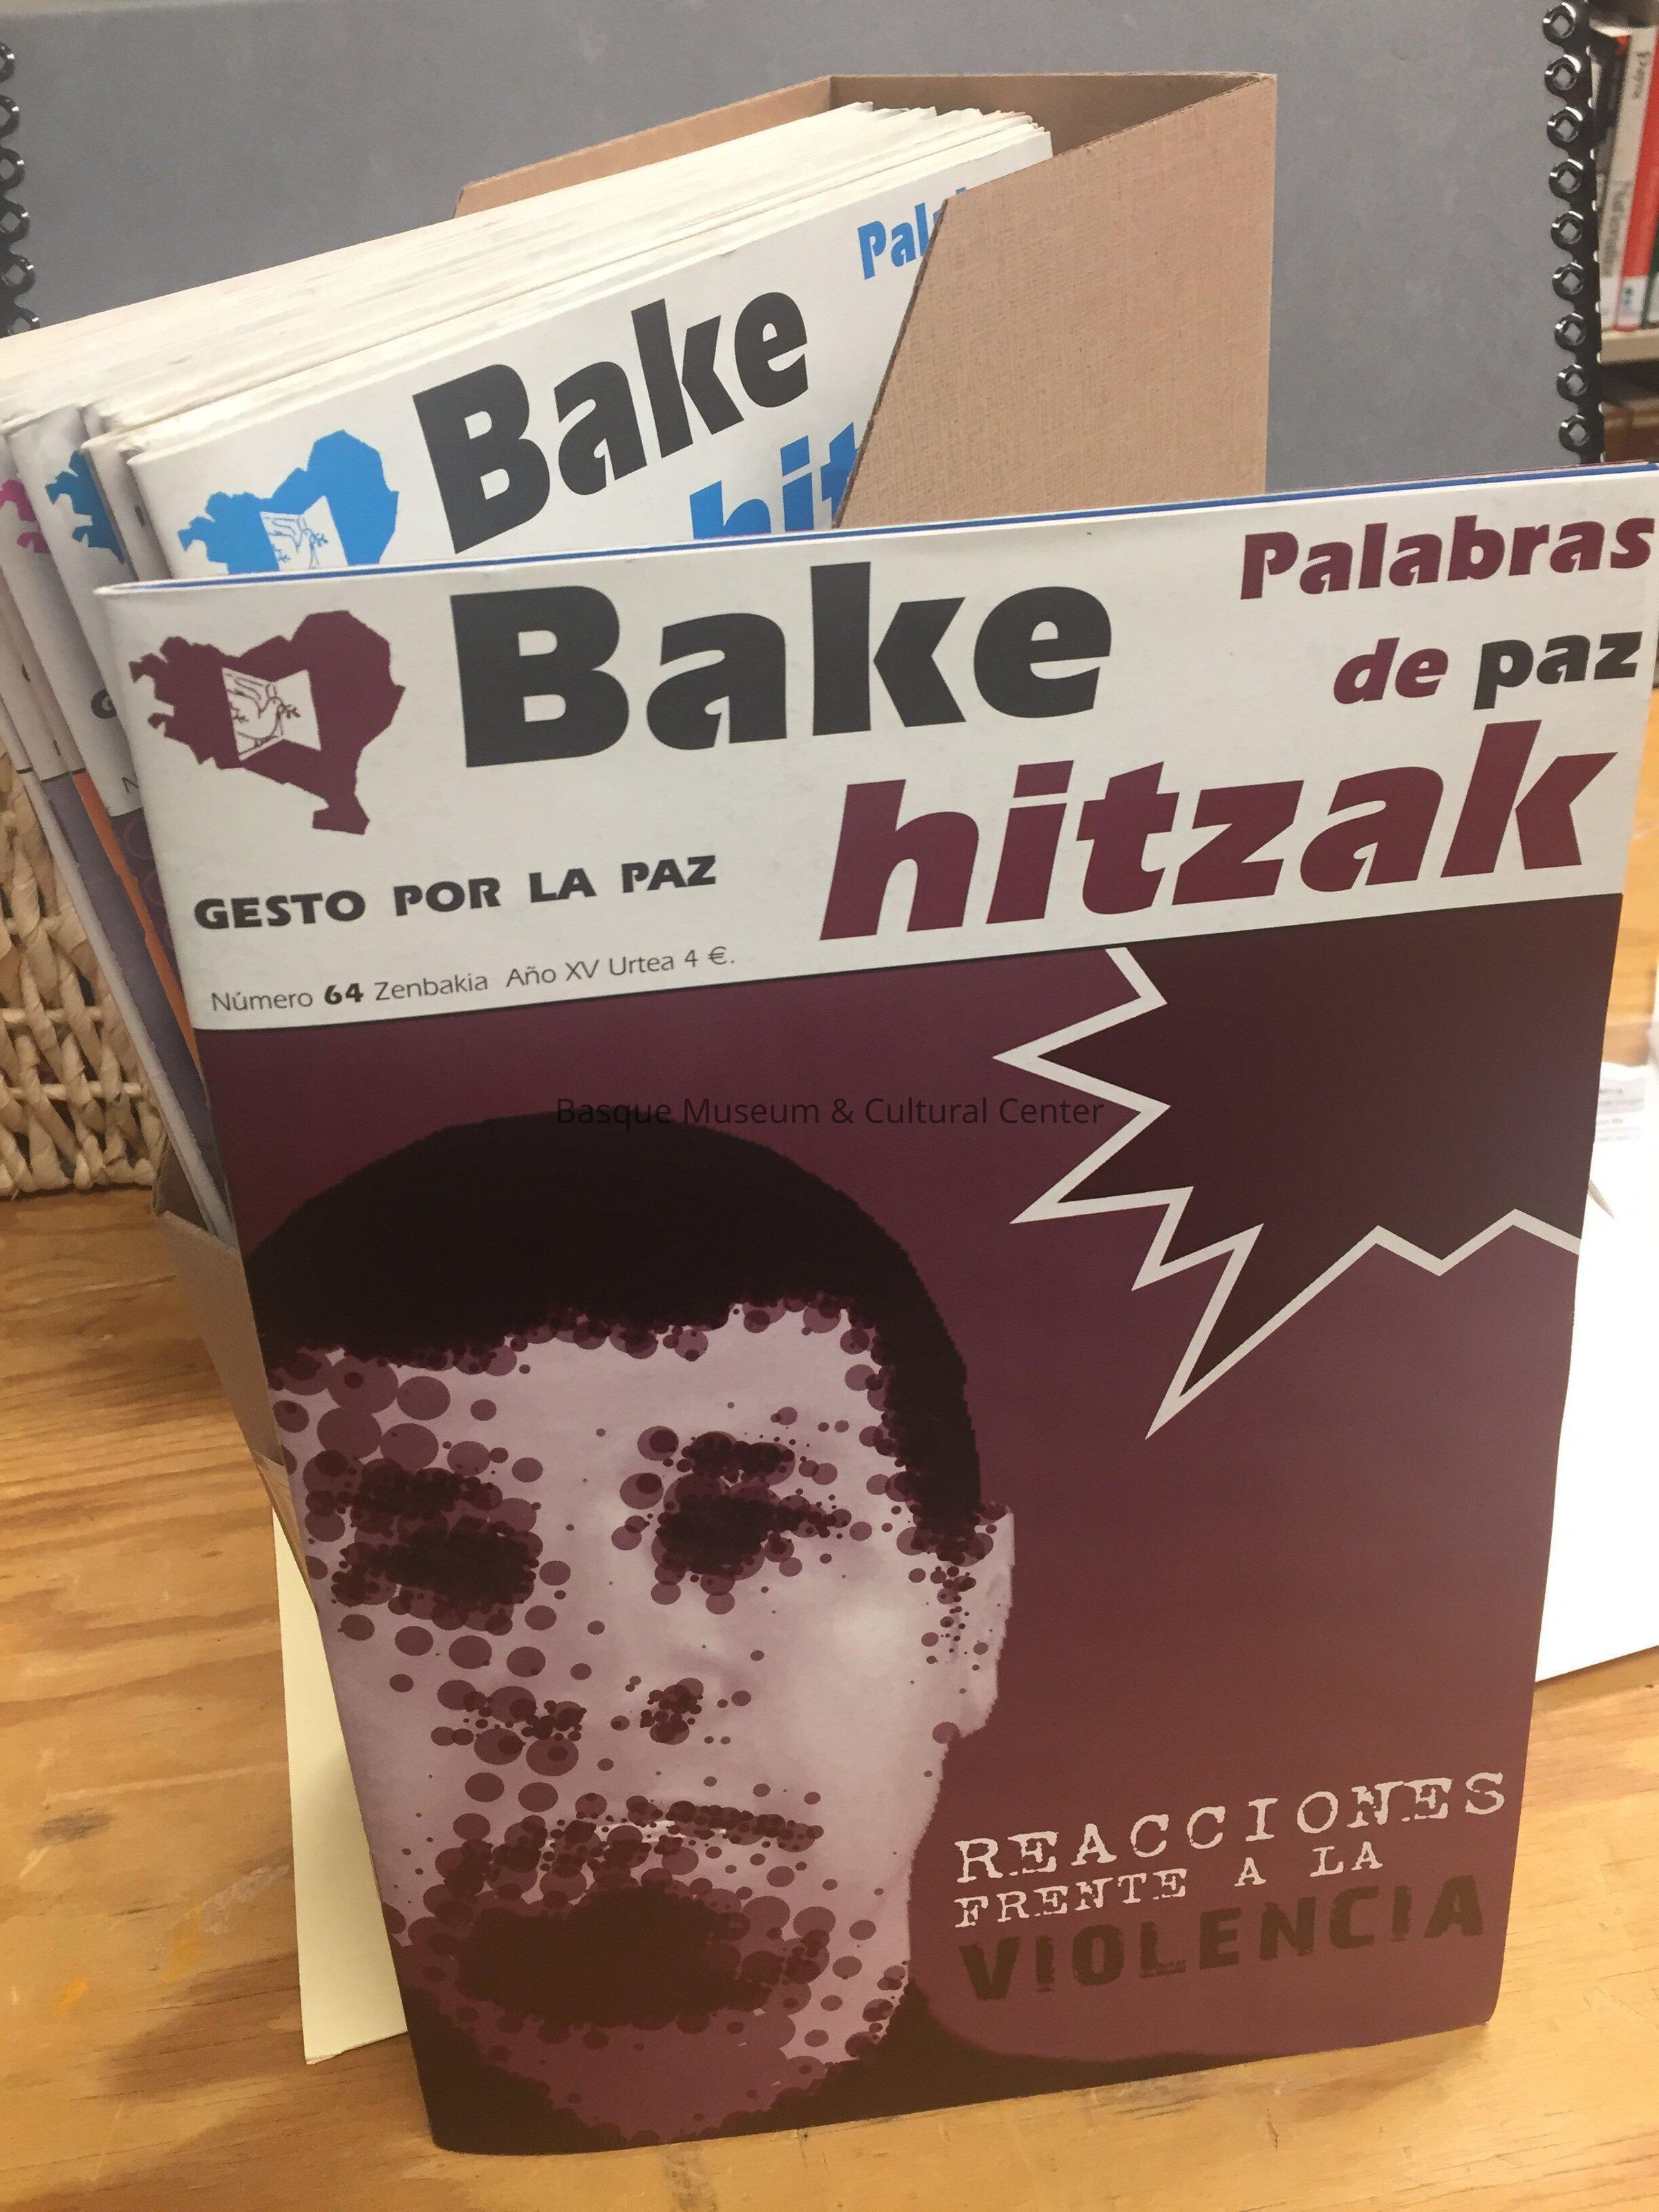 Pal
Bake
hit
Palabras
de paz
Bake
hitzak
GESTO POR LA PAZ
Número 64 Zenbakia Año XV Urtea 4 €.
Basque Museum & Cultural Center
REACCIONES
FRENTE A LA
VIOLENCIA